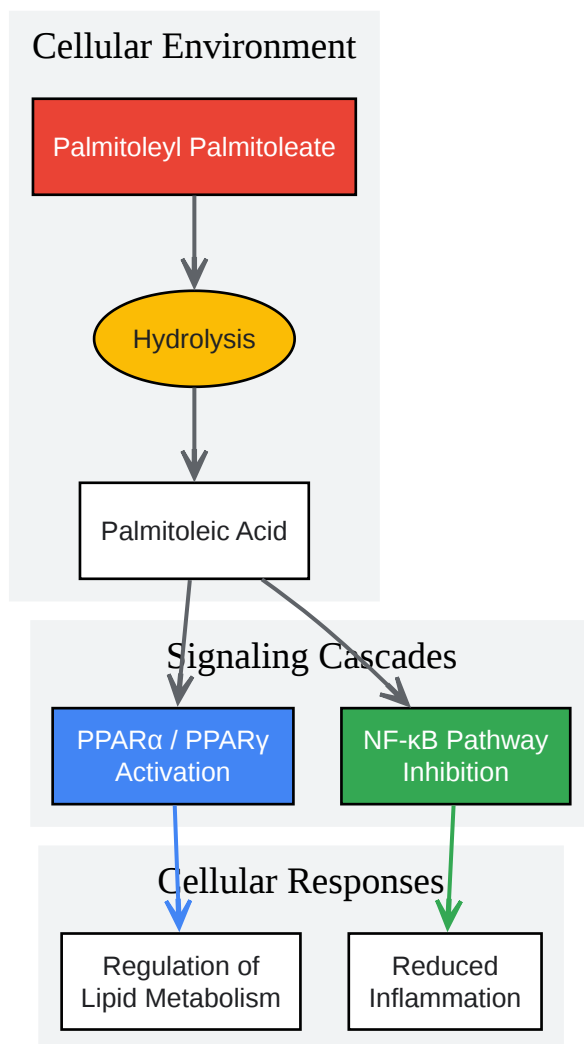 Cellular Environment
Palmitoleyl Palmitoleate
Hydrolysis
Palmitoleic Acid
Signaling Cascades
PPARα / PPARγ
Activation
NF-κB Pathway
Inhibition
Cellular Responses
Regulation of
Lipid Metabolism
Reduced
Inflammation